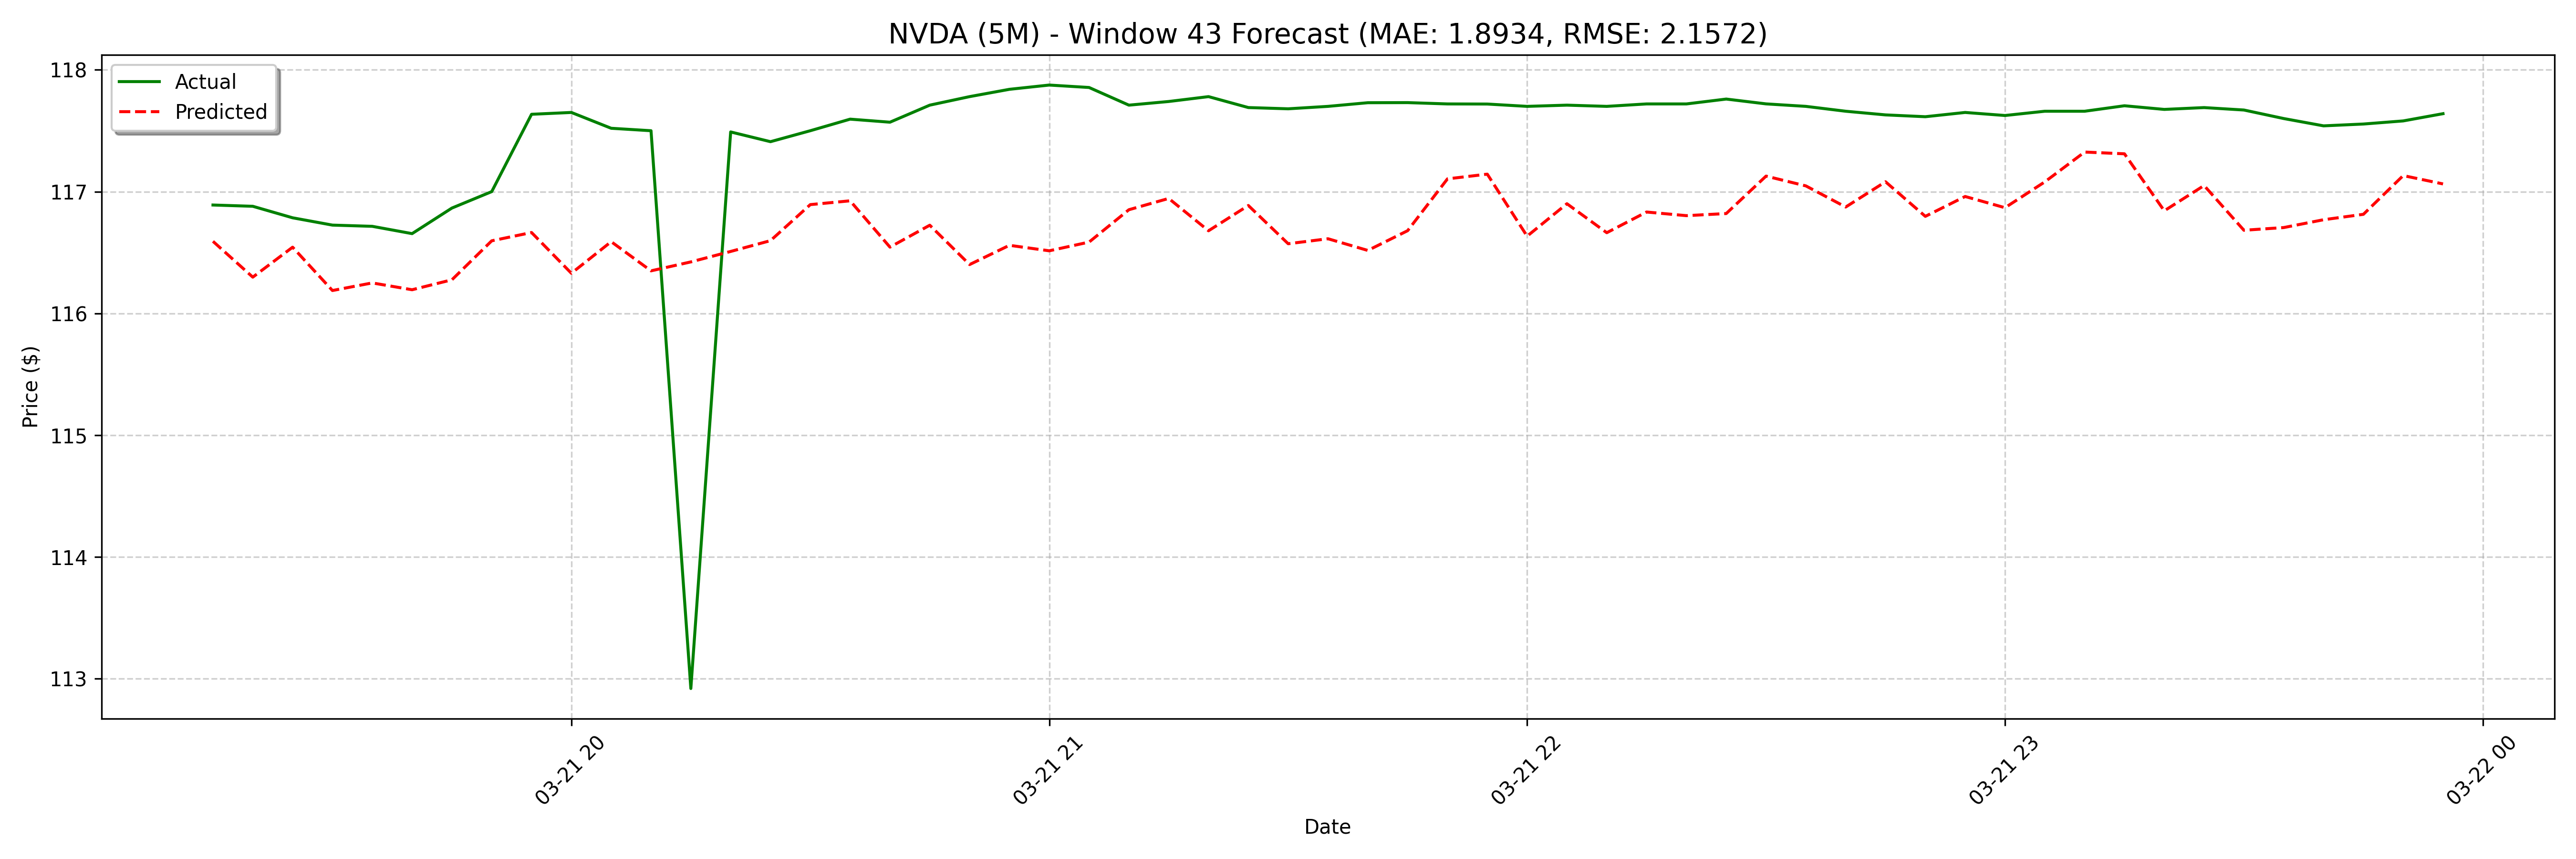 NVDA (5M) - Window 43 Forecast (MAE: 1.8934, RMSE: 2.1572)
Actual
Predicted
118
117
116
115
114
113
Price ($)
03-21 20
03-21 21
03-21 22
03-21 23
03-22 00
Date